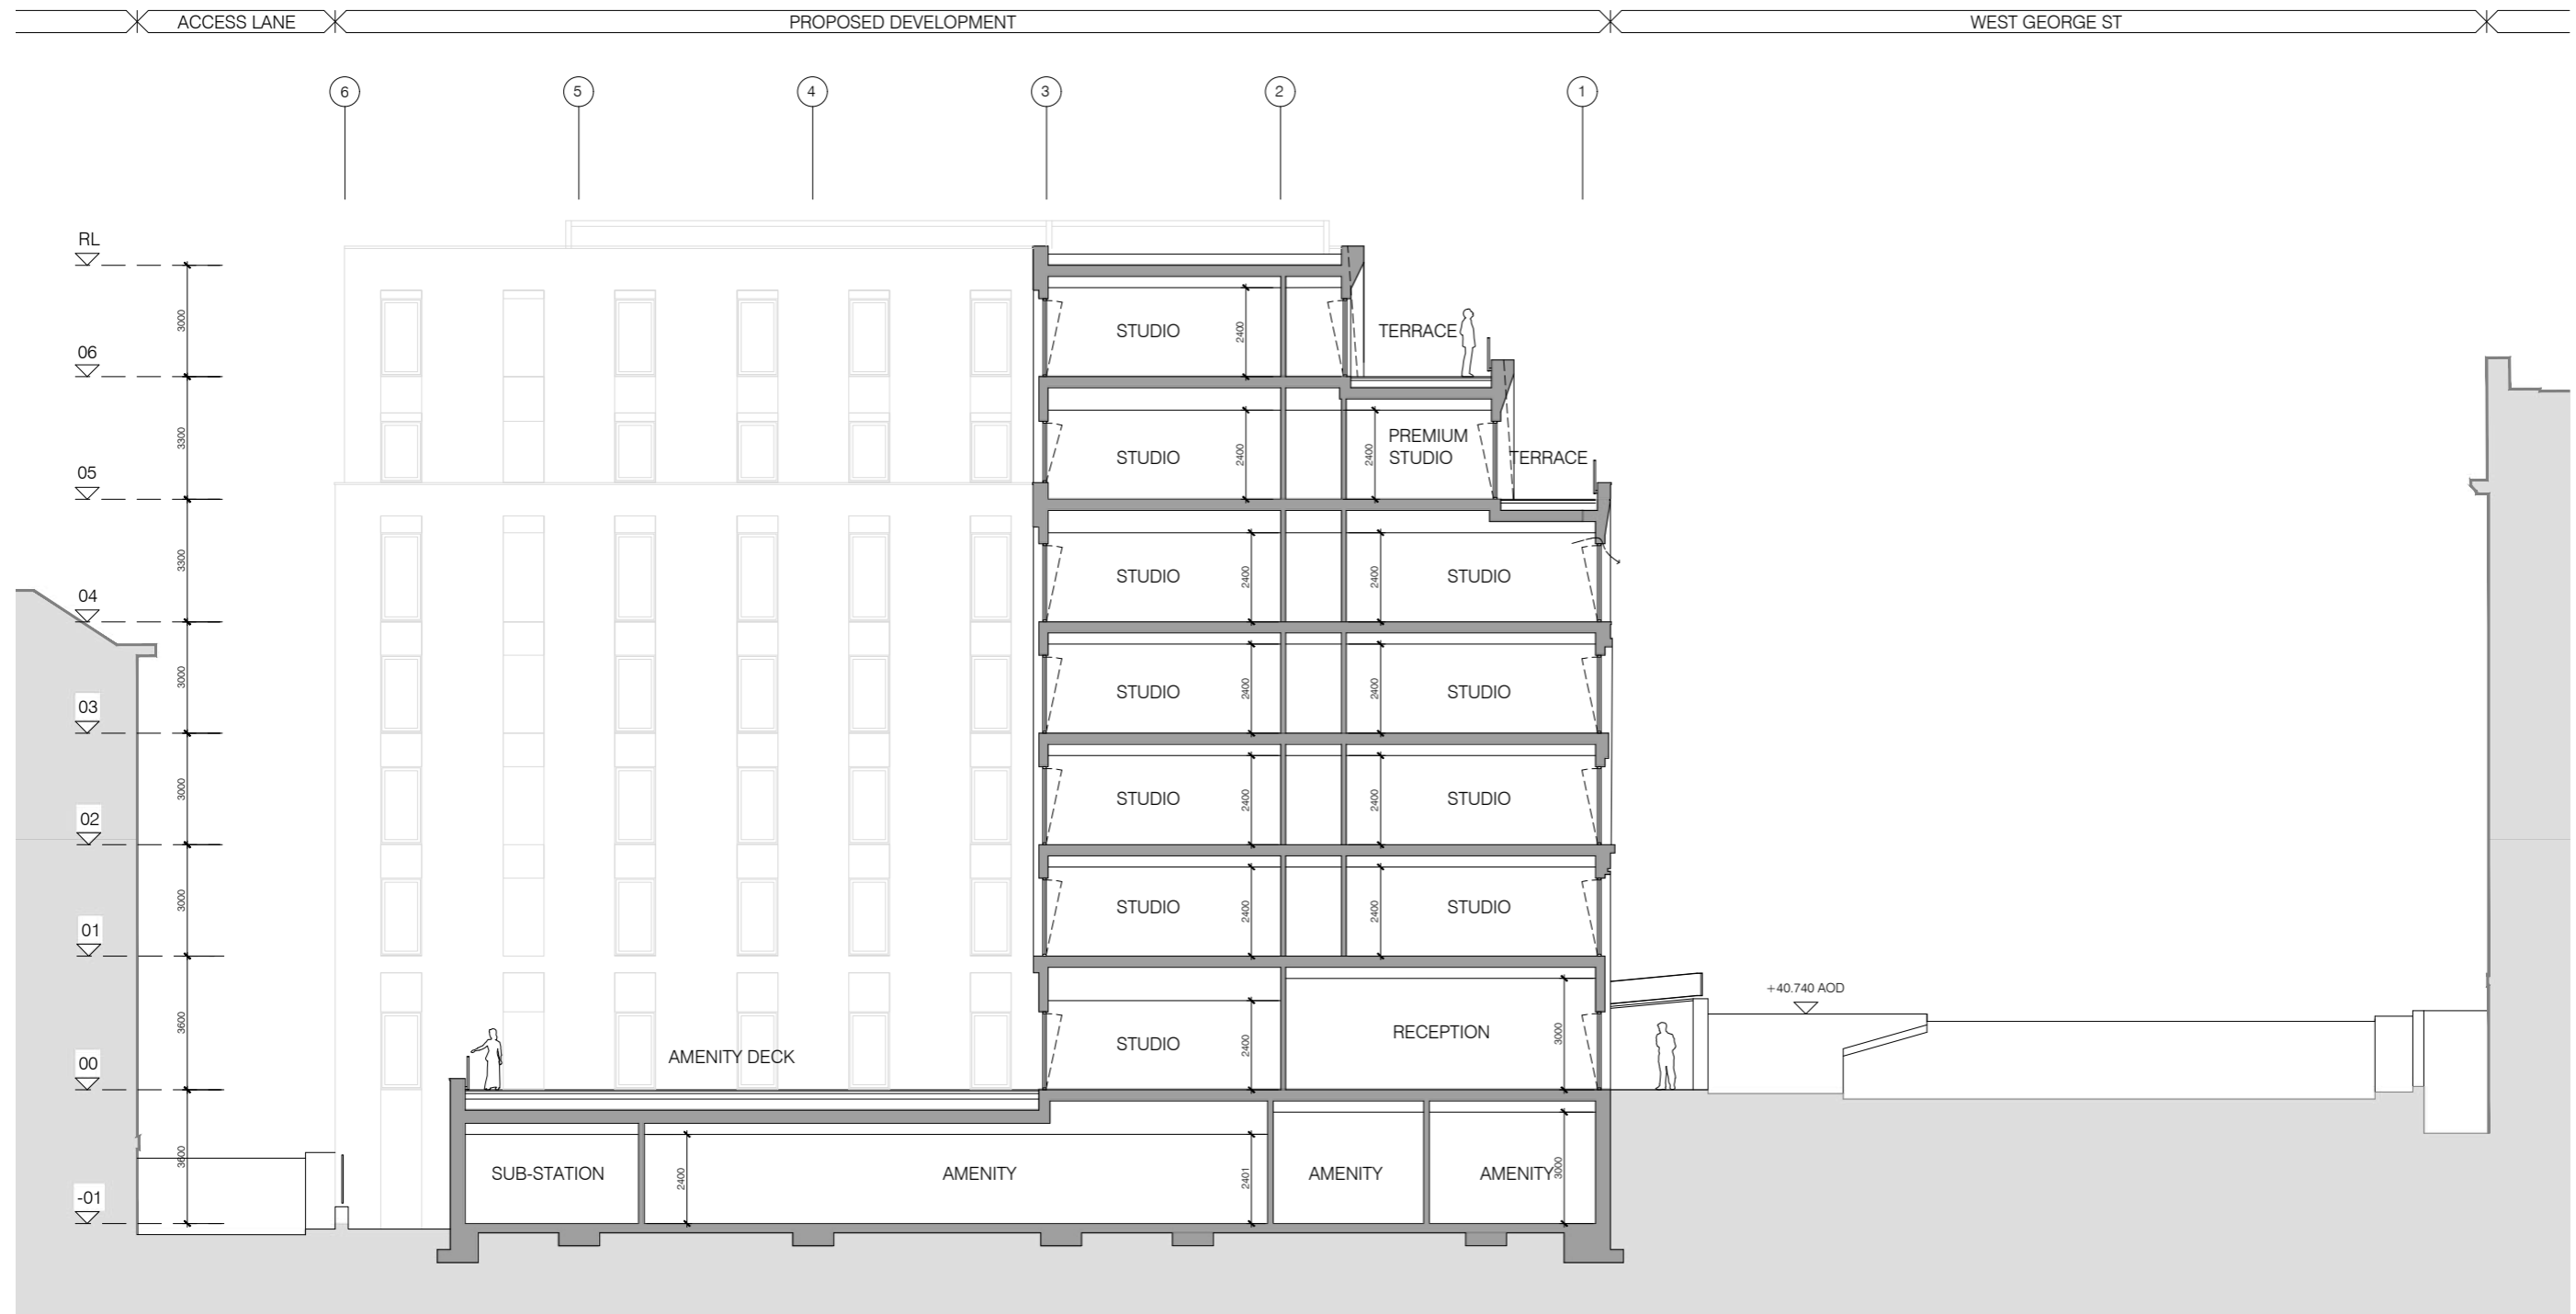 ACCESS LANE
PROPOSED DEVELOPMENT
WEST GEORGE ST
6
5
4
3
2
1
RL
3000
STUDIO
2400
TERRACE
06
3300
STUDIO
2400
2400
PREMIUM
STUDIO
TERRACE
05
3300
STUDIO
2400
2400
STUDIO
04
3000
STUDIO
2400
2400
STUDIO
03
3000
STUDIO
2400
2400
STUDIO
02
3000
STUDIO
2400
2400
STUDIO
01
3600
AMENITY DECK
STUDIO
2400
RECEPTION
3000
+40.740 AOD
00
3600
SUB-STATION
2400
AMENITY
2401
AMENITY
AMENITY
3000
-01